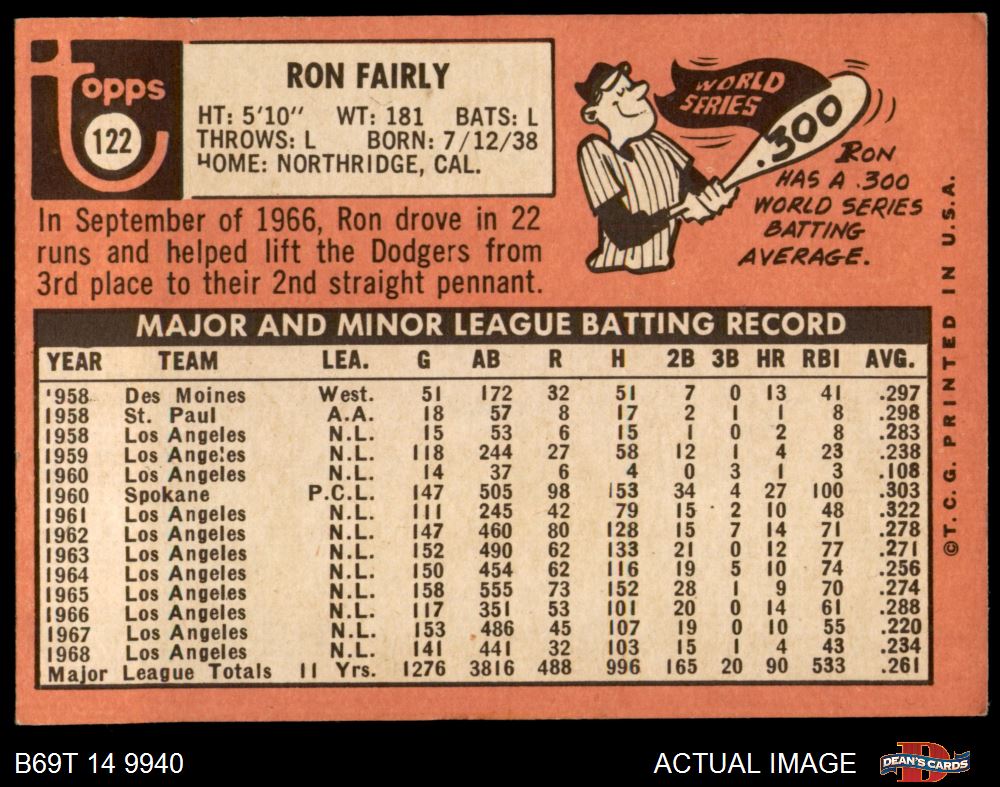 Topps
122
RON FAIRLY
HT: 5'10" WT: 181 BATS: L
THROWS: L BORN: 7/12/38
HOME: NORTHRIDGE, CAL.
In September of 1966, Ron drove in 22
runs and helped lift the Dodgers from
3rd place to their 2nd straight pennant.
WORLD
SERIES
.300
RON
HAS A .300
WORLD SERIES
BATTING
AVERAGE.
©T.C.G. PRINTED IN U.S.A.
MAJOR AND MINOR LEAGUE BATTING RECORD
YEAR TEAM LEA. G AB R H 2B 3B HR RBI AVG.
1958 Des Moines West. 51 172 32 51 7 0 13 41 .297
1958 St. Paul A.A. 18 57 8 17 2 1 1 8 .298
1958 Los Angeles N.L. 15 53 6 15 1 0 2 8 .283
1959 Los Angeles N.L. 118 244 27 58 12 1 4 23 .238
1960 Los Angeles N.L. 14 37 6 4 0 3 1 3 .108
1960 Spokane P.C.L. 147 505 98 153 34 4 27 100 .303
1961 Los Angeles N.L. 111 245 42 79 15 2 10 48 .322
1962 Los Angeles N.L. 147 460 80 128 15 7 14 71 .278
1963 Los Angeles N.L. 152 490 62 133 21 0 12 77 .271
1964 Los Angeles N.L. 150 454 62 116 19 5 10 74 .256
1965 Los Angeles N.L. 158 555 73 152 28 1 9 70 .274
1966 Los Angeles N.L. 117 351 53 101 20 0 14 61 .288
1967 Los Angeles N.L. 153 486 45 107 19 0 10 55 .220
1968 Los Angeles N.L. 141 441 32 103 15 1 4 43 .234
Major League Totals 11 Yrs. 1276 3816 488 996 165 20 90 533 .261
B69T 14 9940
ACTUAL IMAGE
D
DEAN'S CARDS